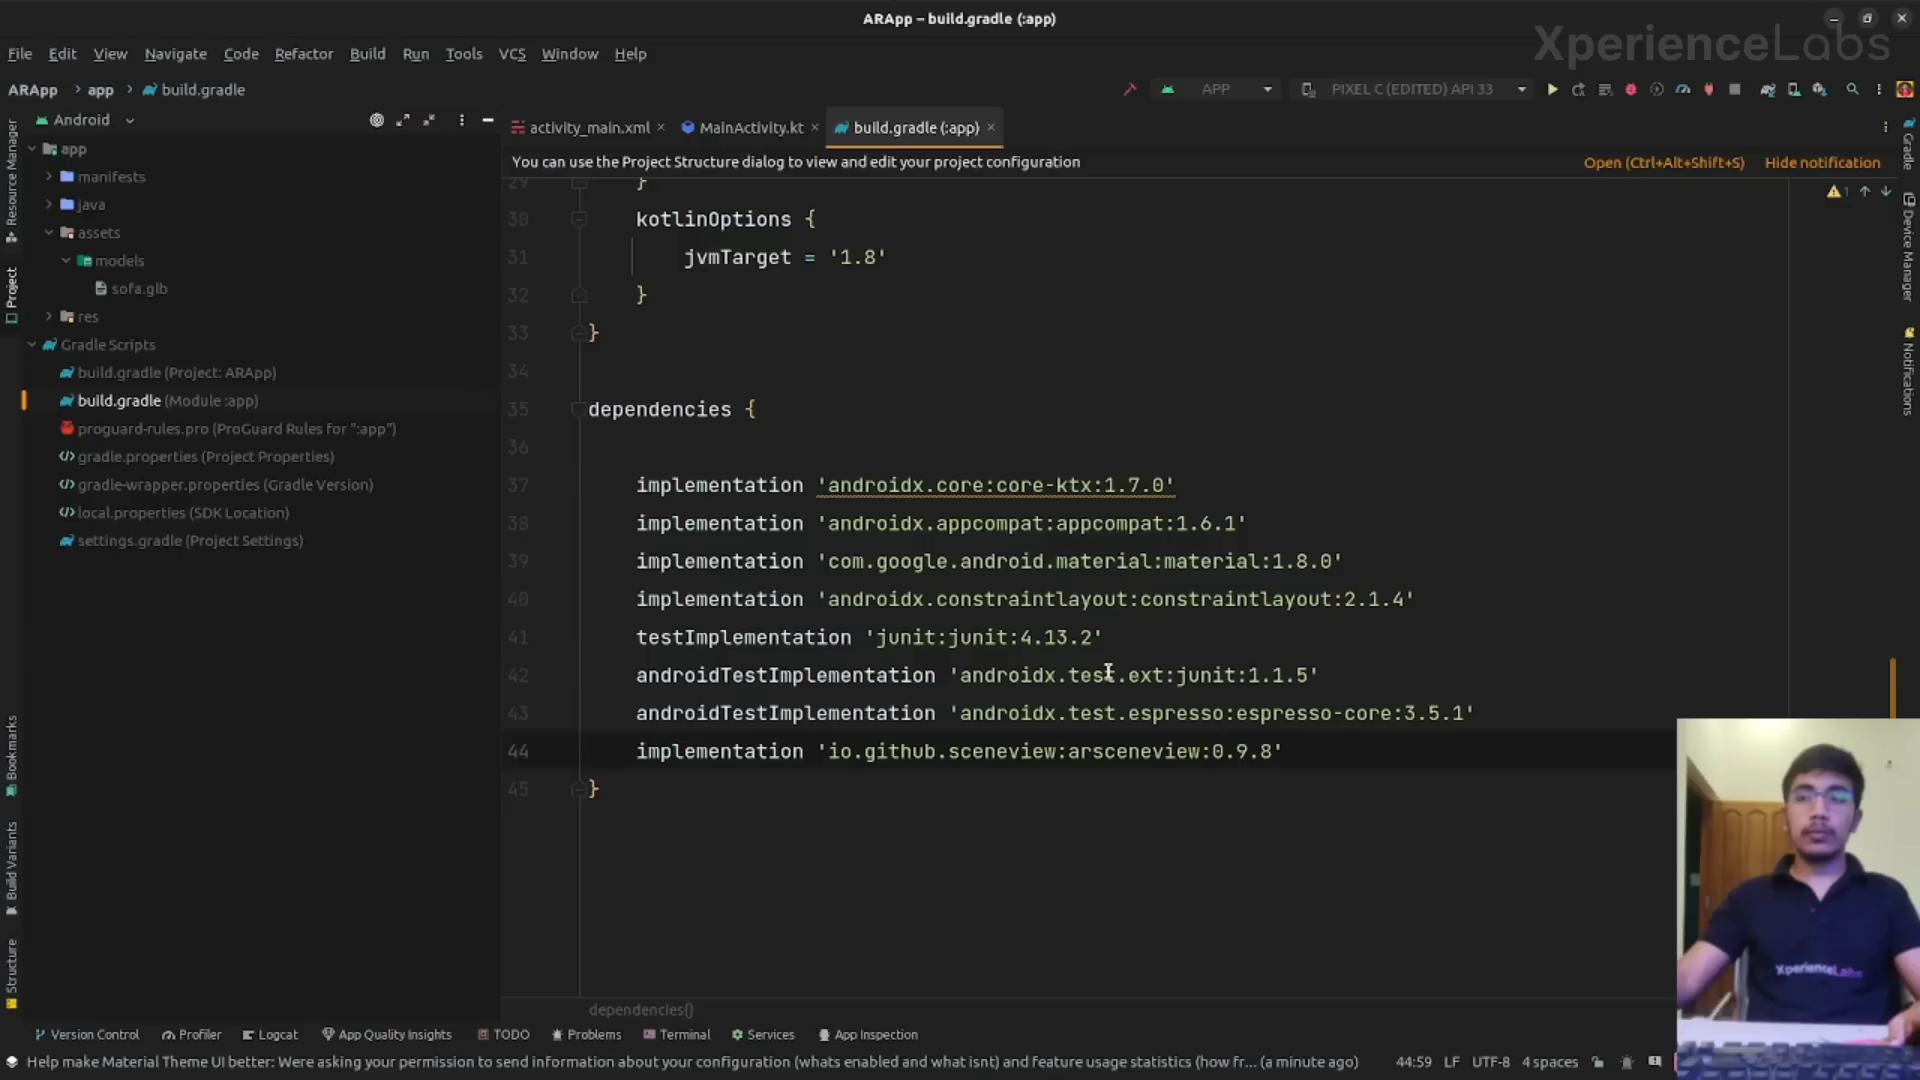 ARApp – build.gradle (:app)
XperienceLabs
File Edit View Navigate Code Refactor Build Run Tools VCS Window Help
ARApp app build.gradle
APP PIXEL C (EDITED) API 33
Android
activity_main.xml MainActivity.kt build.gradle (:app)
You can use the Project Structure dialog to view and edit your project configuration Open (Ctrl+Alt+Shift+S) Hide notification
app
manifests
java
assets
models
sofa.glb
res
Gradle Scripts
build.gradle (Project: ARApp)
build.gradle (Module :app)
proguard-rules.pro (ProGuard Rules for ":app")
gradle.properties (Project Properties)
gradle-wrapper.properties (Gradle Version)
local.properties (SDK Location)
settings.gradle (Project Settings)
Resource Manager
Project
Bookmarks
Build Variants
Structure
29 }
30 kotlinOptions {
31 jvmTarget = '1.8'
32 }
33 }
34
35 dependencies {
36
37 implementation 'androidx.core:core-ktx:1.7.0'
38 implementation 'androidx.appcompat:appcompat:1.6.1'
39 implementation 'com.google.android.material:material:1.8.0'
40 implementation 'androidx.constraintlayout:constraintlayout:2.1.4'
41 testImplementation 'junit:junit:4.13.2'
42 androidTestImplementation 'androidx.test.ext:junit:1.1.5'
43 androidTestImplementation 'androidx.test.espresso:espresso-core:3.5.1'
44 implementation 'io.github.sceneview:arsceneview:0.9.8'
45 }
1
Gradle
Device Manager
Notifications
XperienceLabs
dependencies{}
Version Control Profiler Logcat App Quality Insights TODO Problems Terminal Services App Inspection
Help make Material Theme UI better: Were asking your permission to send information about your configuration (whats enabled and what isnt) and feature usage statistics (how fr... (a minute ago) 44:59 LF UTF-8 4 spaces